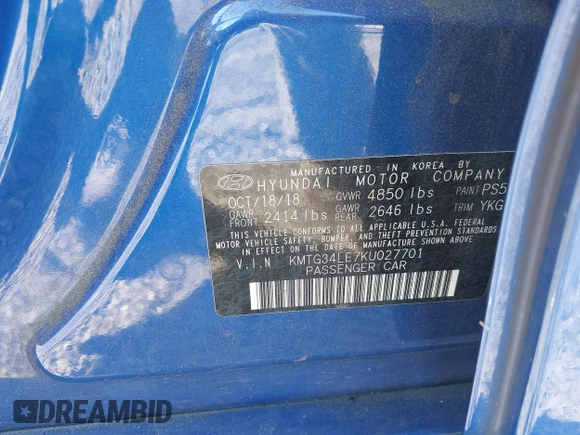 MANUFACTURED IN KOREA BY
HYUNDAI MOTOR COMPANY
OCT/18/18 GVWR 4850 lbs PAINT PS5
GAWR FRONT 2414 lbs GAWR REAR 2646 lbs TRIM YKG
THIS VEHICLE CONFORMS TO ALL APPLICABLE U.S.A. FEDERAL
MOTOR VEHICLE SAFETY, BUMPER, AND THEFT PREVENTION
STANDARDS IN EFFECT ON THE DATE OF MANUFACTURE SHOWN ABOVE.
V.I.N KMTG34LE7KU027701
PASSENGER CAR
DREAMBID